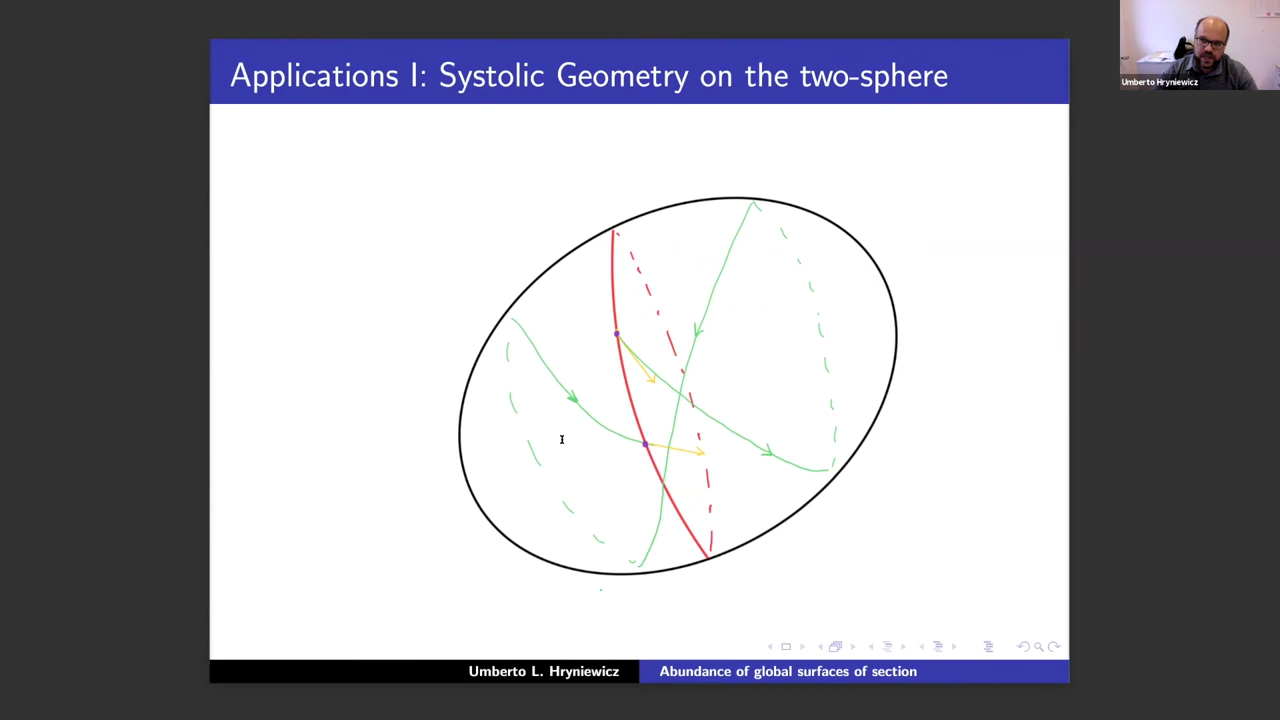 Applications I: Systolic Geometry on the two-sphere
Umberto Hryniewicz
Umberto L. Hryniewicz
Abundance of global surfaces of section